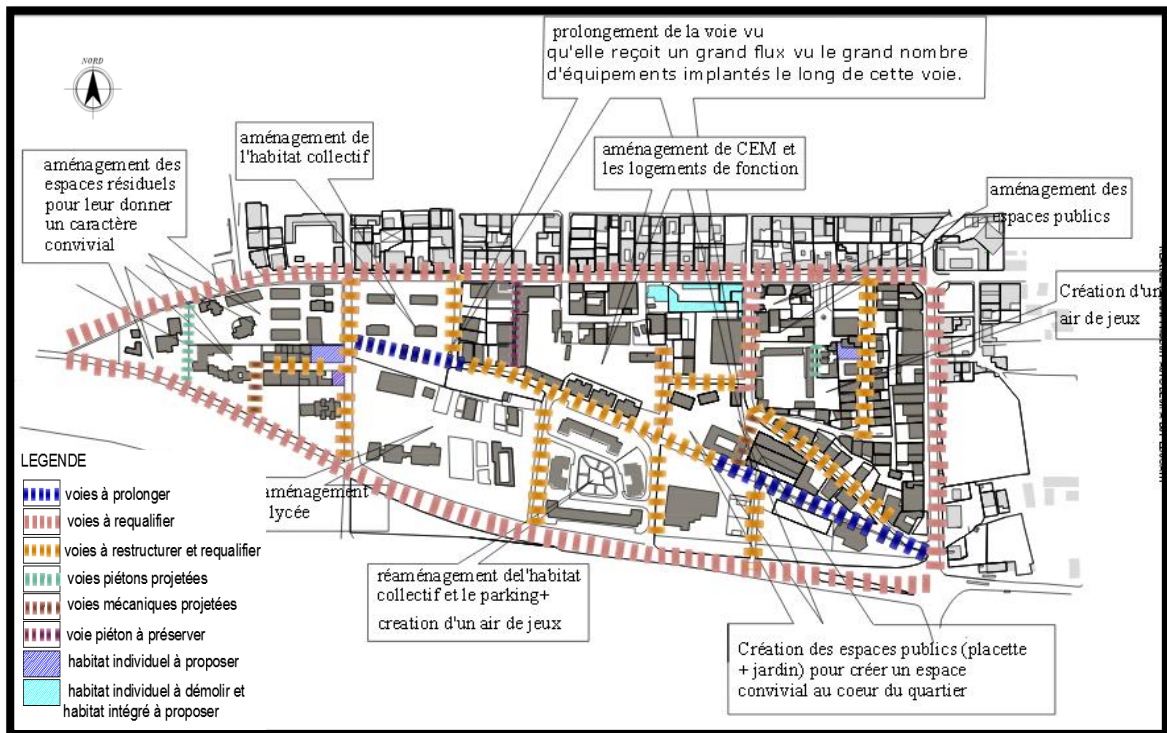 prolongement de la voie vu
qu'elle reçoit un grand flux vu le grand nombre
d'équipements implantés le long de cette voie.
NORD
aménagement de
l'habitat collectif
aménagement de CEM et
les logements de fonction
aménagement des
espaces résiduels
pour leur donner
un caractère
convivial
aménagement des
espaces publics
Création d'un
air de jeux
LEGENDE
voies à prolonger
voies à requalifier
voies à restructurer et requalifier
voies piétons projetées
voies mécaniques projetées
voie piéton à préserver
habitat individuel à proposer
habitat individuel à démolir et
habitat intégré à proposer
aménagement
lycée
réaménagement del'habitat
collectif et le parking+
creation d'un air de jeux
Création des espaces publics (placette
+ jardin) pour créer un espace
convivial au coeur du quartier